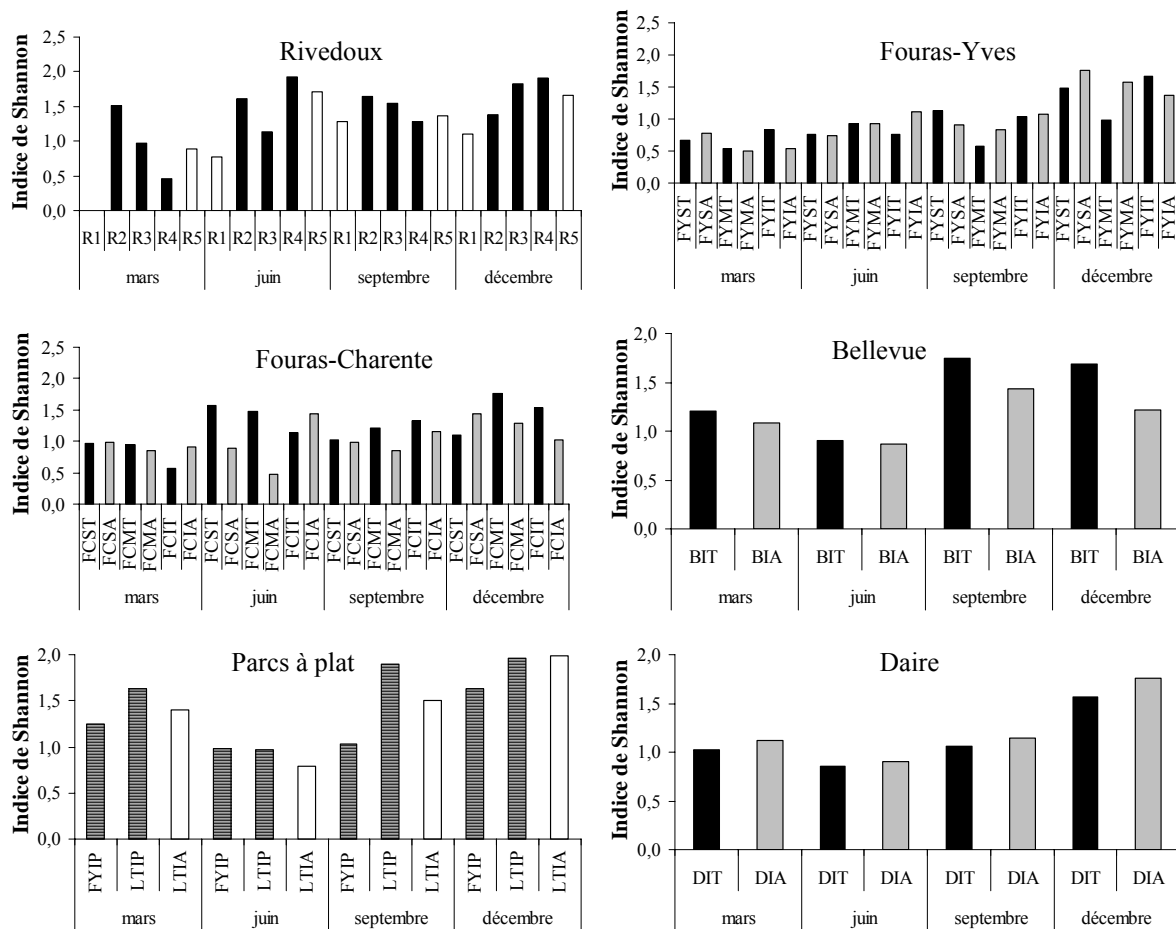 Rivedoux
Indice de Shannon
2,5
2,0
1,5
1,0
0,5
0,0
R1 R2 R3 R4 R5 R1 R2 R3 R4 R5 R1 R2 R3 R4 R5 R1 R2 R3 R4 R5
mars juin septembre décembre
Fouras-Yves
Indice de Shannon
2,5
2,0
1,5
1,0
0,5
0,0
FYST FYSA FYMT FYMA FYIT FYIA FYST FYSA FYMT FYMA FYIT FYIA FYST FYSA FYMT FYMA FYIT FYIA FYST FYSA FYMT FYMA FYIT FYIA
mars juin septembre décembre
Fouras-Charente
Indice de Shannon
2,5
2,0
1,5
1,0
0,5
0,0
FCST FCSA FCMT FCMA FCIT FCIA FCST FCSA FCMT FCMA FCIT FCIA FCST FCSA FCMT FCMA FCIT FCIA FCST FCSA FCMT FCMA FCIT FCIA
mars juin septembre décembre
Bellevue
Indice de Shannon
2,0
1,5
1,0
0,5
0,0
BIT BIA BIT BIA BIT BIA BIT BIA
mars juin septembre décembre
Parcs à plat
Indice de Shannon
2,0
1,5
1,0
0,5
0,0
FYIP LTIP LTIA FYIP LTIP LTIA FYIP LTIP LTIA FYIP LTIP LTIA
mars juin septembre décembre
Daire
Indice de Shannon
2,0
1,5
1,0
0,5
0,0
DIT DIA DIT DIA DIT DIA DIT DIA
mars juin septembre décembre